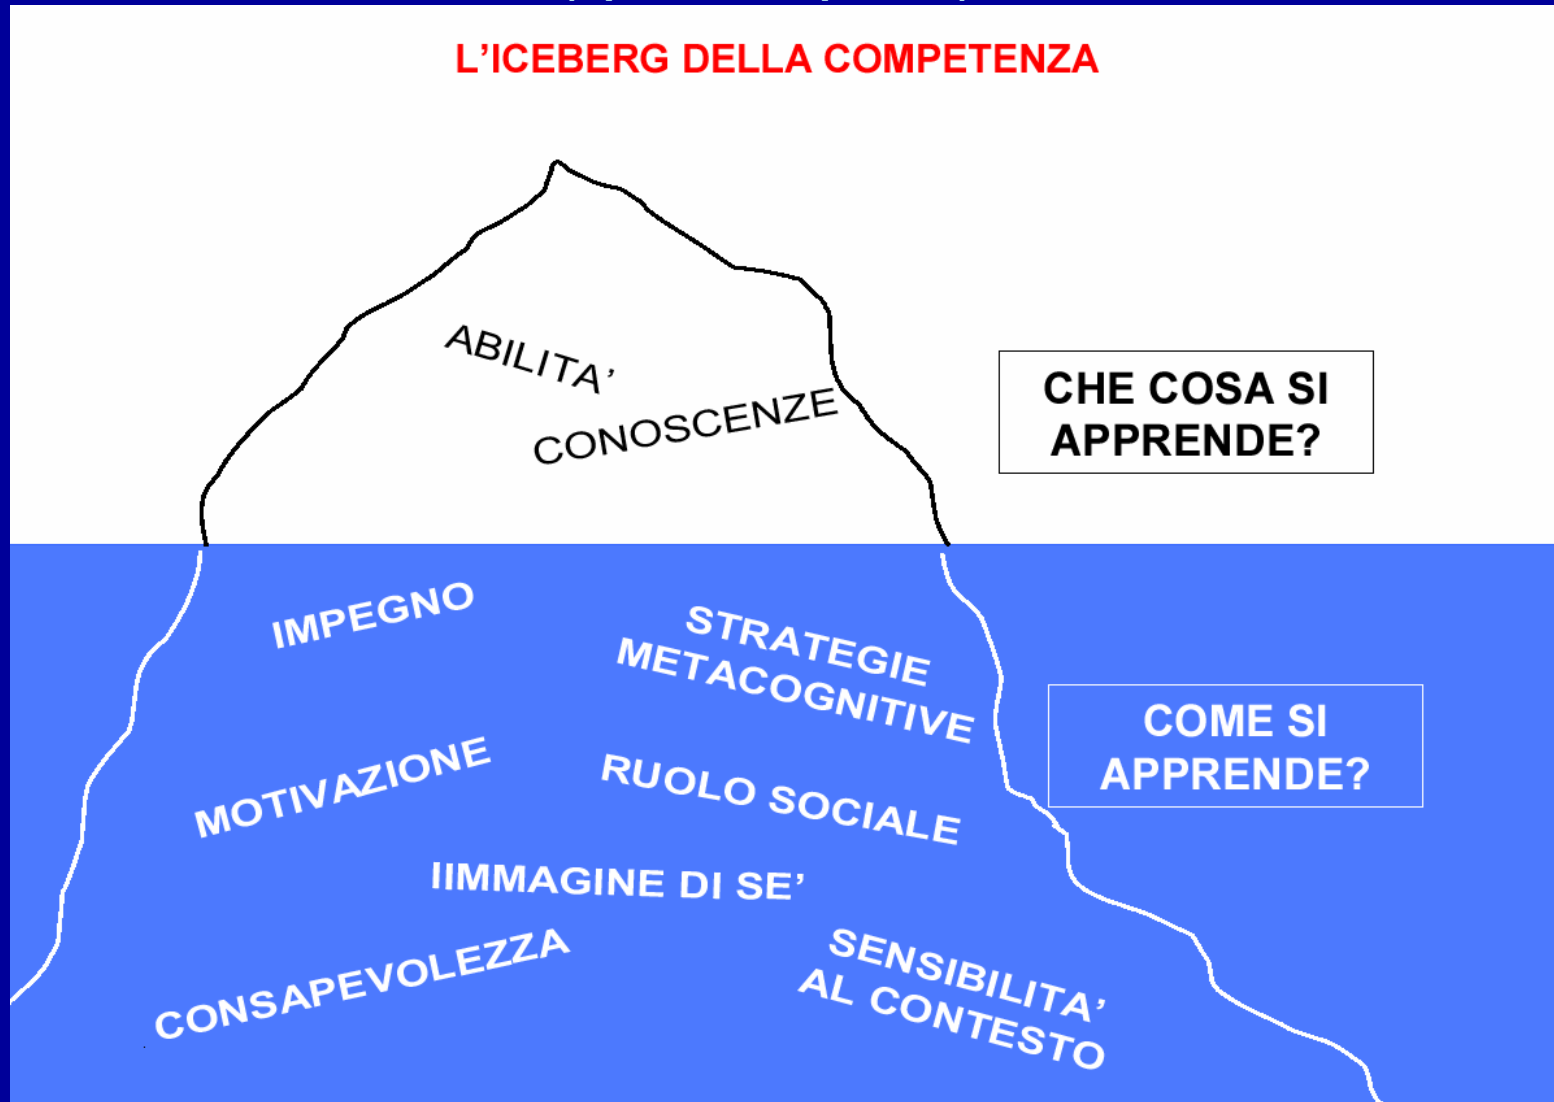 L’ICEBERG DELLA COMPETENZA
ABILITA’
CONOSCENZE
CHE COSA SI
APPRENDE?
IMPEGNO
STRATEGIE
METACOGNITIVE
COME SI
APPRENDE?
MOTIVAZIONE
RUOLO SOCIALE
IIMMAGINE DI SE’
CONSAPEVOLEZZA
SENSIBILITA’
AL CONTESTO